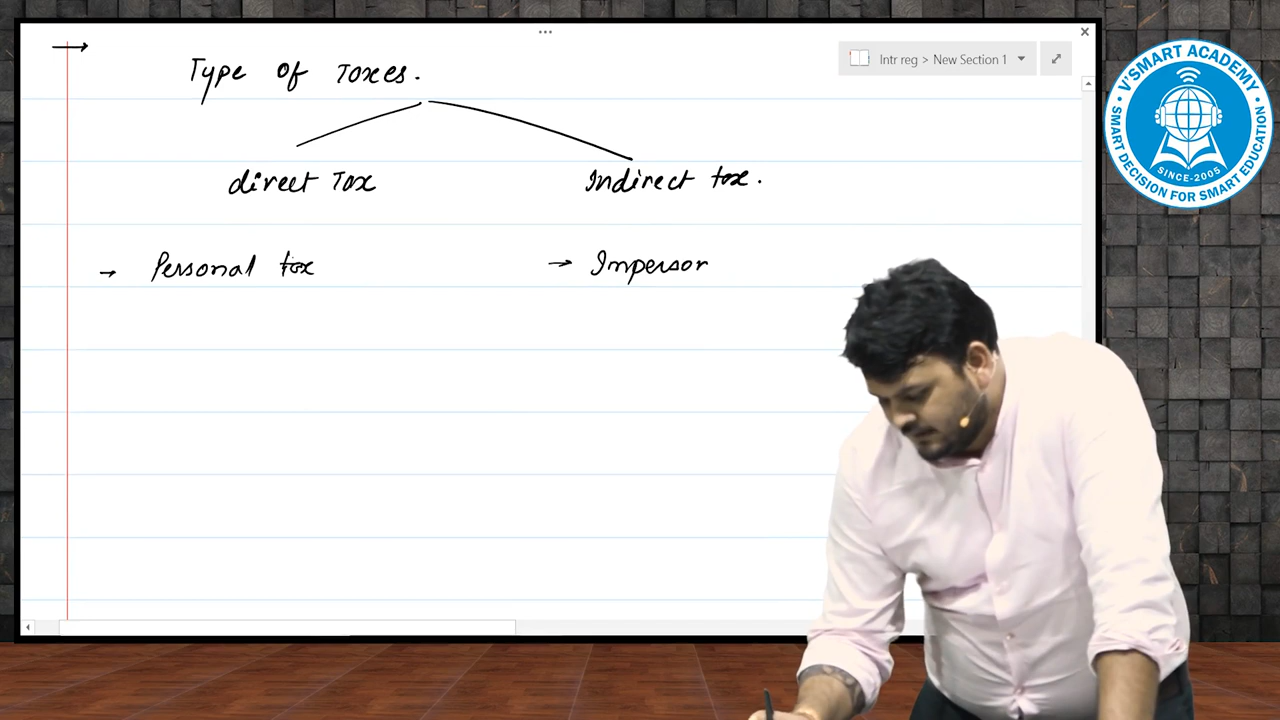 Type of Taxes.
direct Tax
Indirect tax.
→ Personal tax
→ Imperson
Intr reg > New Section 1
V'SMART ACADEMY
SINCE-2005
SMART DECISION FOR SMART EDUCATION